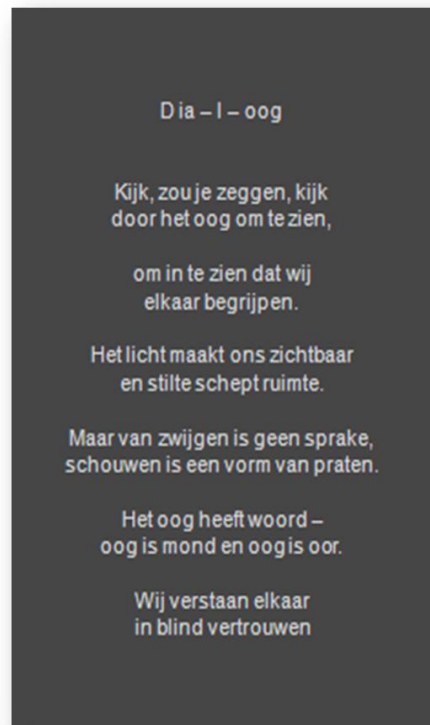 Dia – l – oog
Kijk, zou je zeggen, kijk
door het oog om te zien,
om in te zien dat wij
elkaar begrijpen.
Het licht maakt ons zichtbaar
en stilte schept ruimte.
Maar van zwijgen is geen sprake,
schouwen is een vorm van praten.
Het oog heeft woord –
oog is mond en oog is oor.
Wij verstaan elkaar
in blind vertrouwen